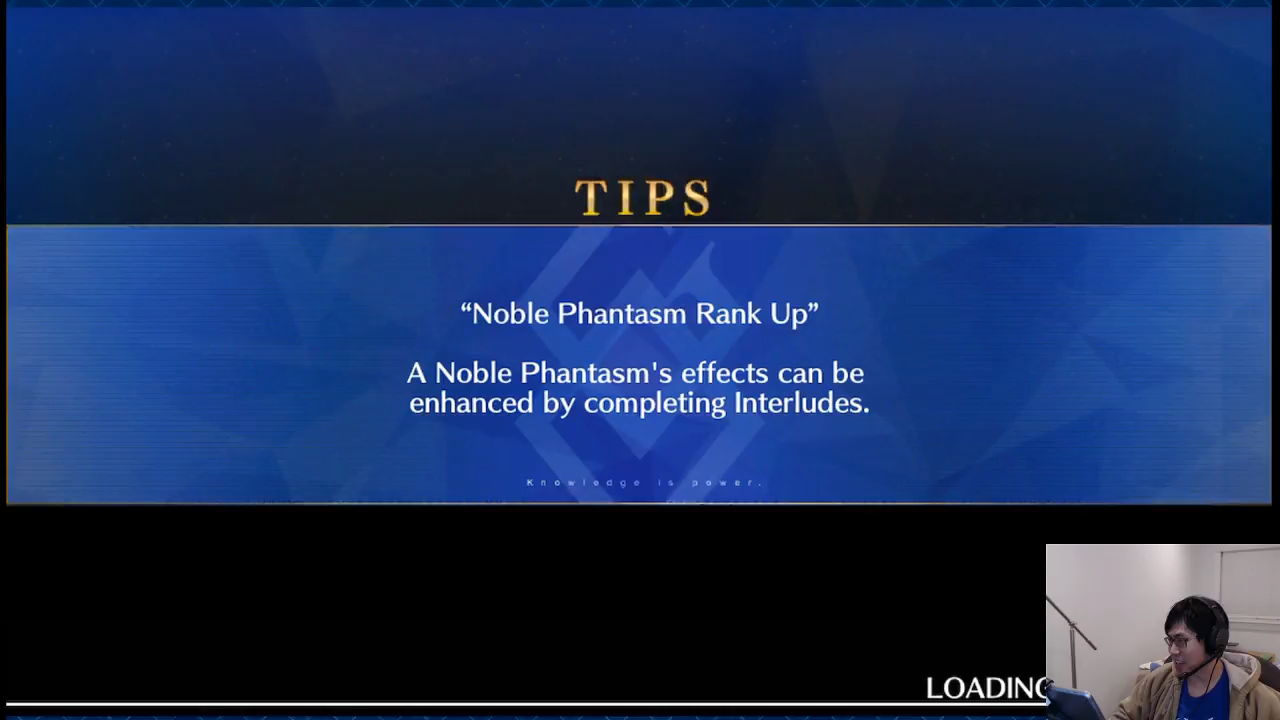 TIPS
“Noble Phantasm Rank Up”
A Noble Phantasm's effects can be
enhanced by completing Interludes.
Knowledge is power.
LOADING